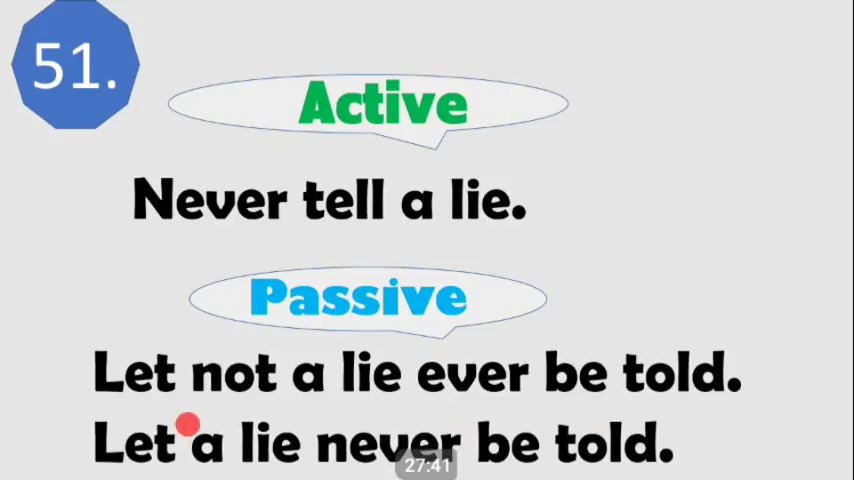 51.
Active
Never tell a lie.
Passive
Let not a lie ever be told.
Let a lie never be told.
27:41